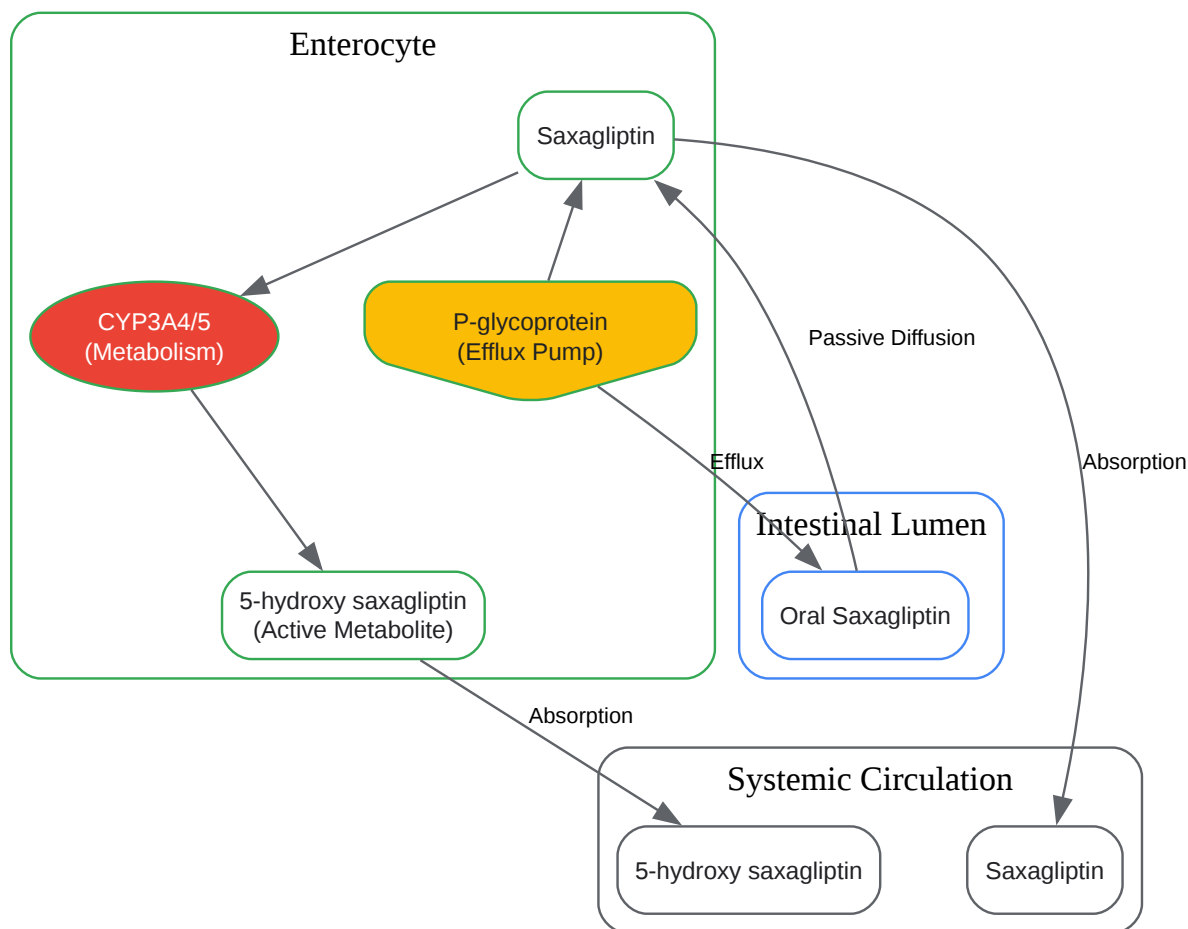 Enterocyte
Saxagliptin
CYP3A4/5
(Metabolism)
P-glycoprotein
(Efflux Pump)
Passive Diffusion
Efflux
Absorption
Intestinal Lumen
5-hydroxy saxagliptin
(Active Metabolite)
Oral Saxagliptin
Absorption
Systemic Circulation
5-hydroxy saxagliptin
Saxagliptin